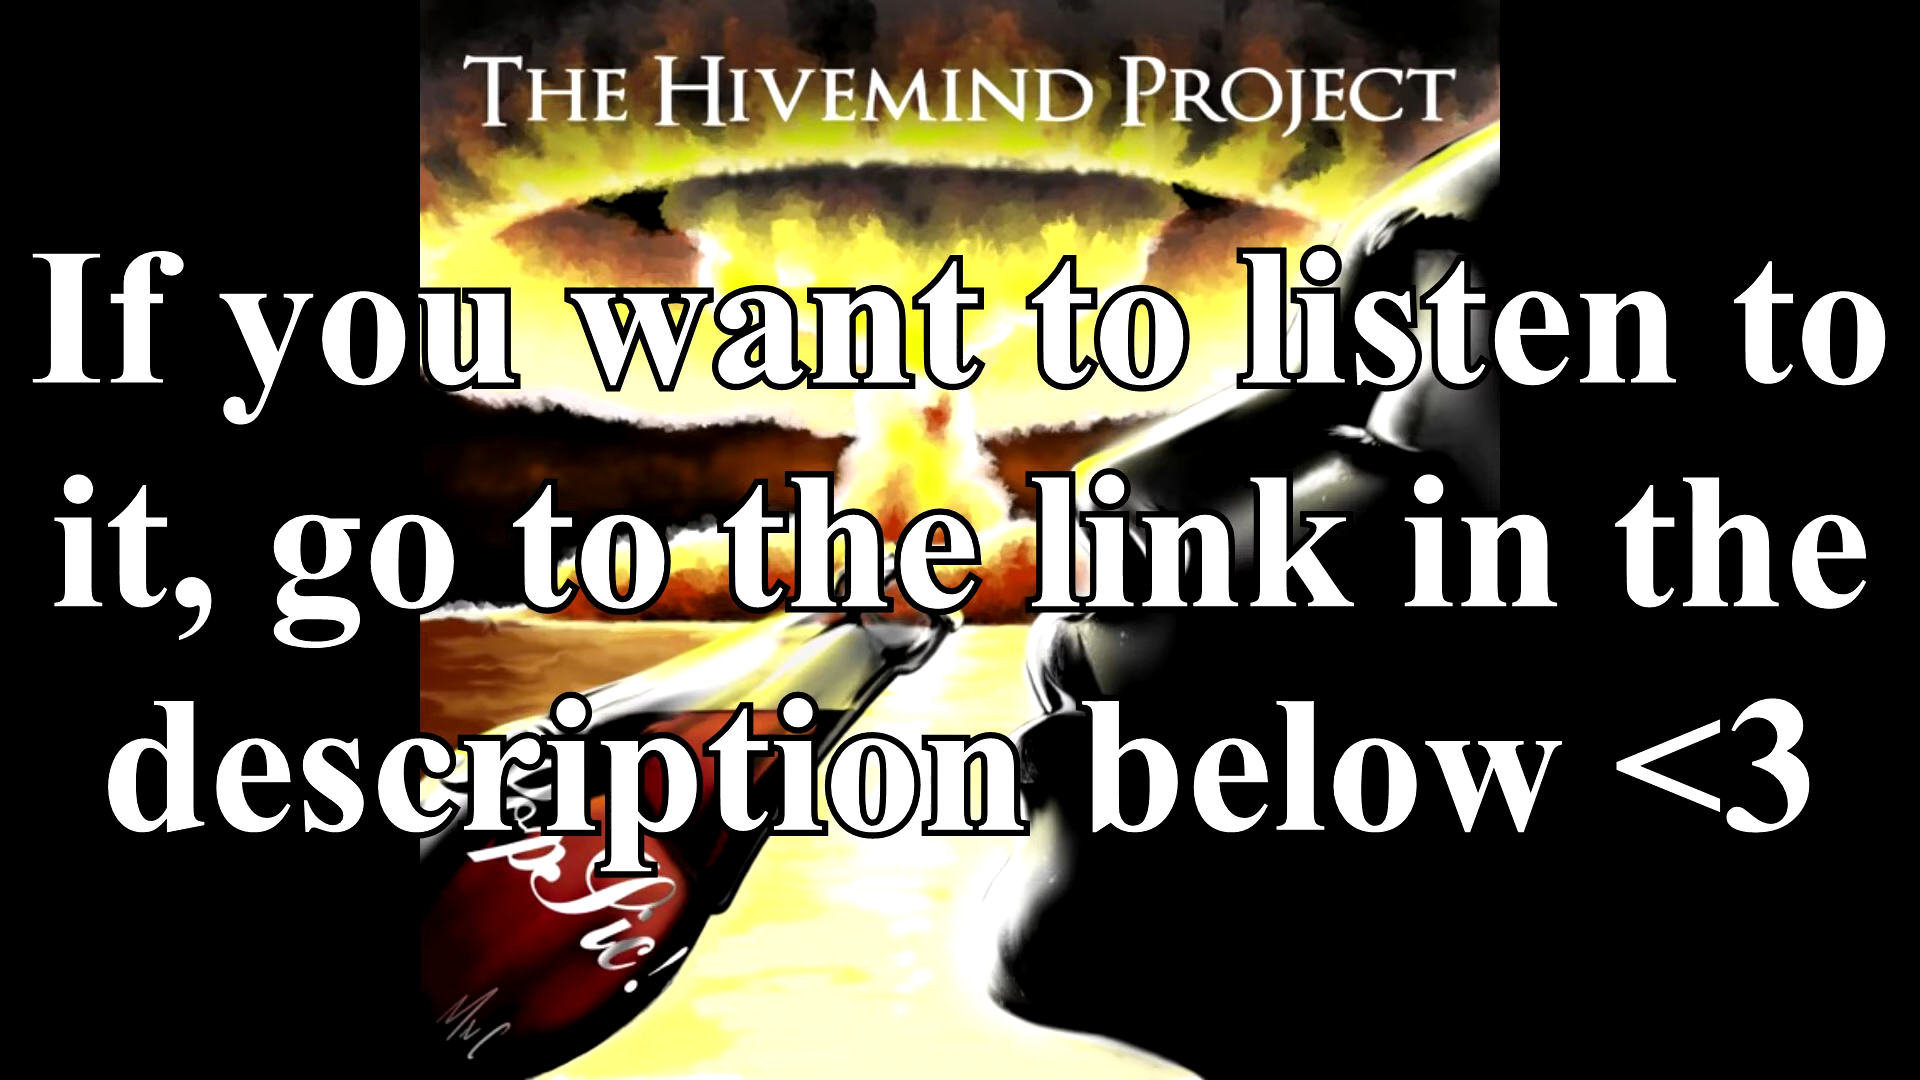 THE HIVEMIND PROJECT
If you want to listen to
it, go to the link in the
description below <3
Sic!